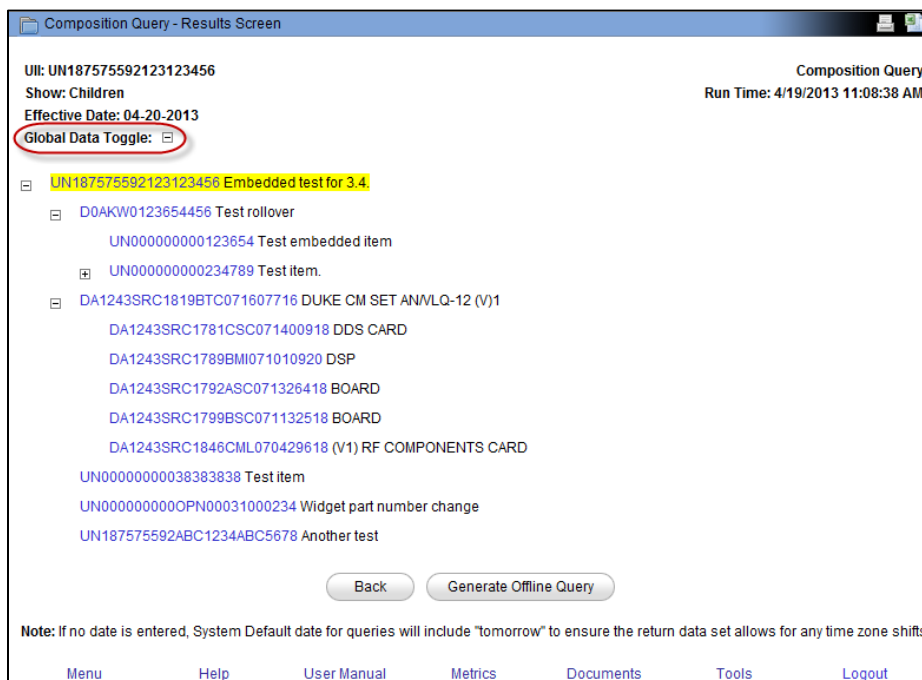 Composition Query - Results Screen
UII: UN187575592123123456
Composition Query
Show: Children
Run Time: 4/19/2013 11:08:38 AM
Effective Date: 04-20-2013
Global Data Toggle:
UN187575592123123456 Embedded test for 3.4.
D0AKW0123654456 Test rollover
UN000000000123654 Test embedded item
UN000000000234789 Test item.
DA1243SRC1819BTC071607716 DUKE CM SET AN/VLQ-12 (V)1
DA1243SRC1781CSC071400918 DDS CARD
DA1243SRC1789BMI071010920 DSP
DA1243SRC1792ASC071326418 BOARD
DA1243SRC1799BSC071132518 BOARD
DA1243SRC1846CML070429618 (V1) RF COMPONENTS CARD
UN00000000038383838 Test item
UN000000000OPN00031000234 Widget part number change
UN187575592ABC1234ABC5678 Another test
Back Generate Offline Query
Note: If no date is entered, System Default date for queries will include "tomorrow" to ensure the return data set allows for any time zone shifts
Menu Help User Manual Metrics Documents Tools Logout